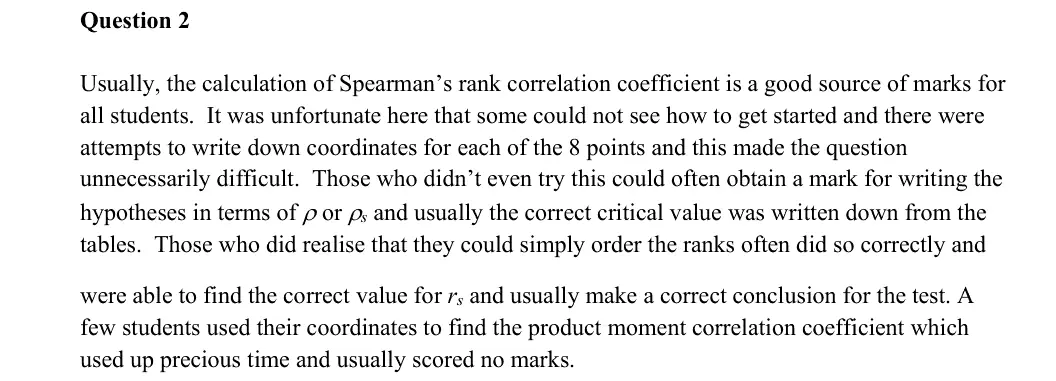 Question 2
Usually, the calculation of Spearman’s rank correlation coefficient is a good source of marks for
all students.  It was unfortunate here that some could not see how to get started and there were
attempts to write down coordinates for each of the 8 points and this made the question
unnecessarily difficult.  Those who didn’t even try this could often obtain a mark for writing the
hypotheses in terms of ρ or ρₛ and usually the correct critical value was written down from the
tables.  Those who did realise that they could simply order the ranks often did so correctly and
were able to find the correct value for rₛ and usually make a correct conclusion for the test. A
few students used their coordinates to find the product moment correlation coefficient which
used up precious time and usually scored no marks.